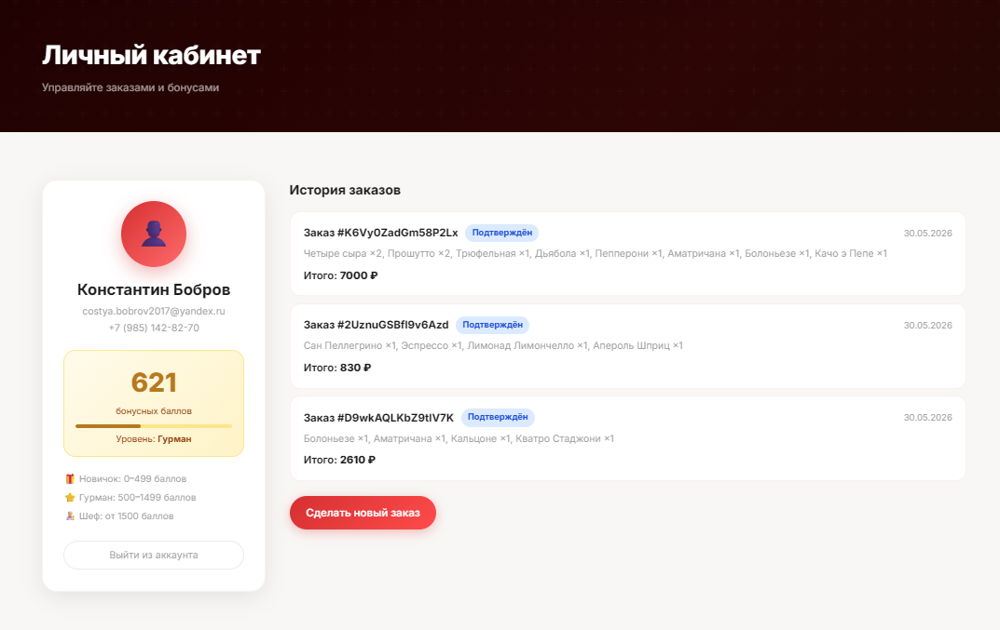 Личный кабинет
Управляйте заказами и бонусами
Константин Бобров
costya.bobrov2017@yandex.ru
+7 (985) 142-82-70
621
бонусных баллов
Уровень: Гурман
Новичок: 0–499 баллов
Гурман: 500–1499 баллов
Шеф: от 1500 баллов
Выйти из аккаунта
История заказов
Заказ #K6Vy0ZadGm58P2Lx Подтверждён 30.05.2026
Четыре сыра ×2, Прошутто ×2, Трюфельная ×1, Дьябола ×1, Пепперони ×1, Аматричана ×1, Болоньезе ×1, Качо э Пепе ×1
Итого: 7000 ₽
Заказ #2UznuGSBfI9v6Azd Подтверждён 30.05.2026
Сан Пеллегрино ×1, Эспрессо ×1, Лимонад Лимончелло ×1, Апероль Шприц ×1
Итого: 830 ₽
Заказ #D9wkAQLKbZ9tIV7K Подтверждён 30.05.2026
Болоньезе ×1, Аматричана ×1, Кальцоне ×1, Кватро Стаджони ×1
Итого: 2610 ₽
Сделать новый заказ